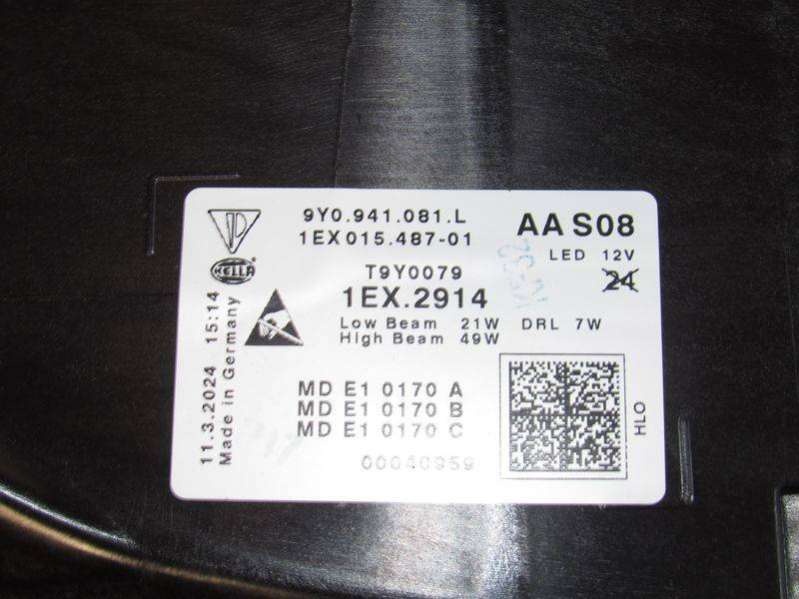 9Y0.941.081.L
1EX015.487-01
AA S08
LED 12V
24
HELLA
T9Y0079
1EX.2914
Low Beam 21W DRL 7W
High Beam 49W
11.3.2024 15:14
Made in Germany
MD E1 0170 A
MD E1 0170 B
MD E1 0170 C
00040959
HLO